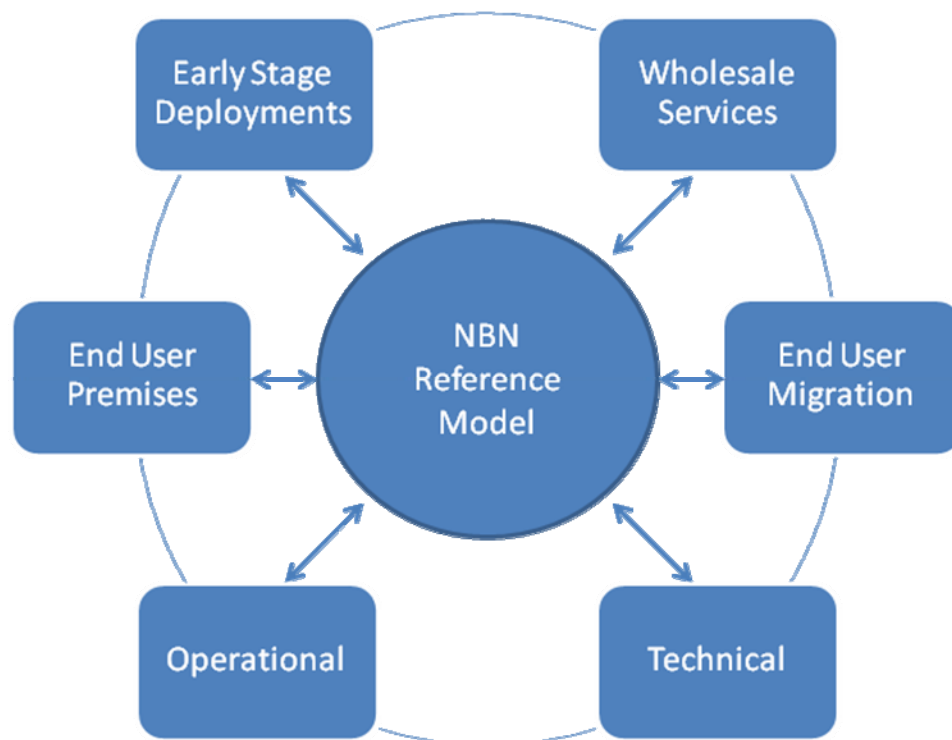 Early Stage
Deployments
Wholesale
Services
End User
Premises
NBN
Reference
Model
End User
Migration
Operational
Technical